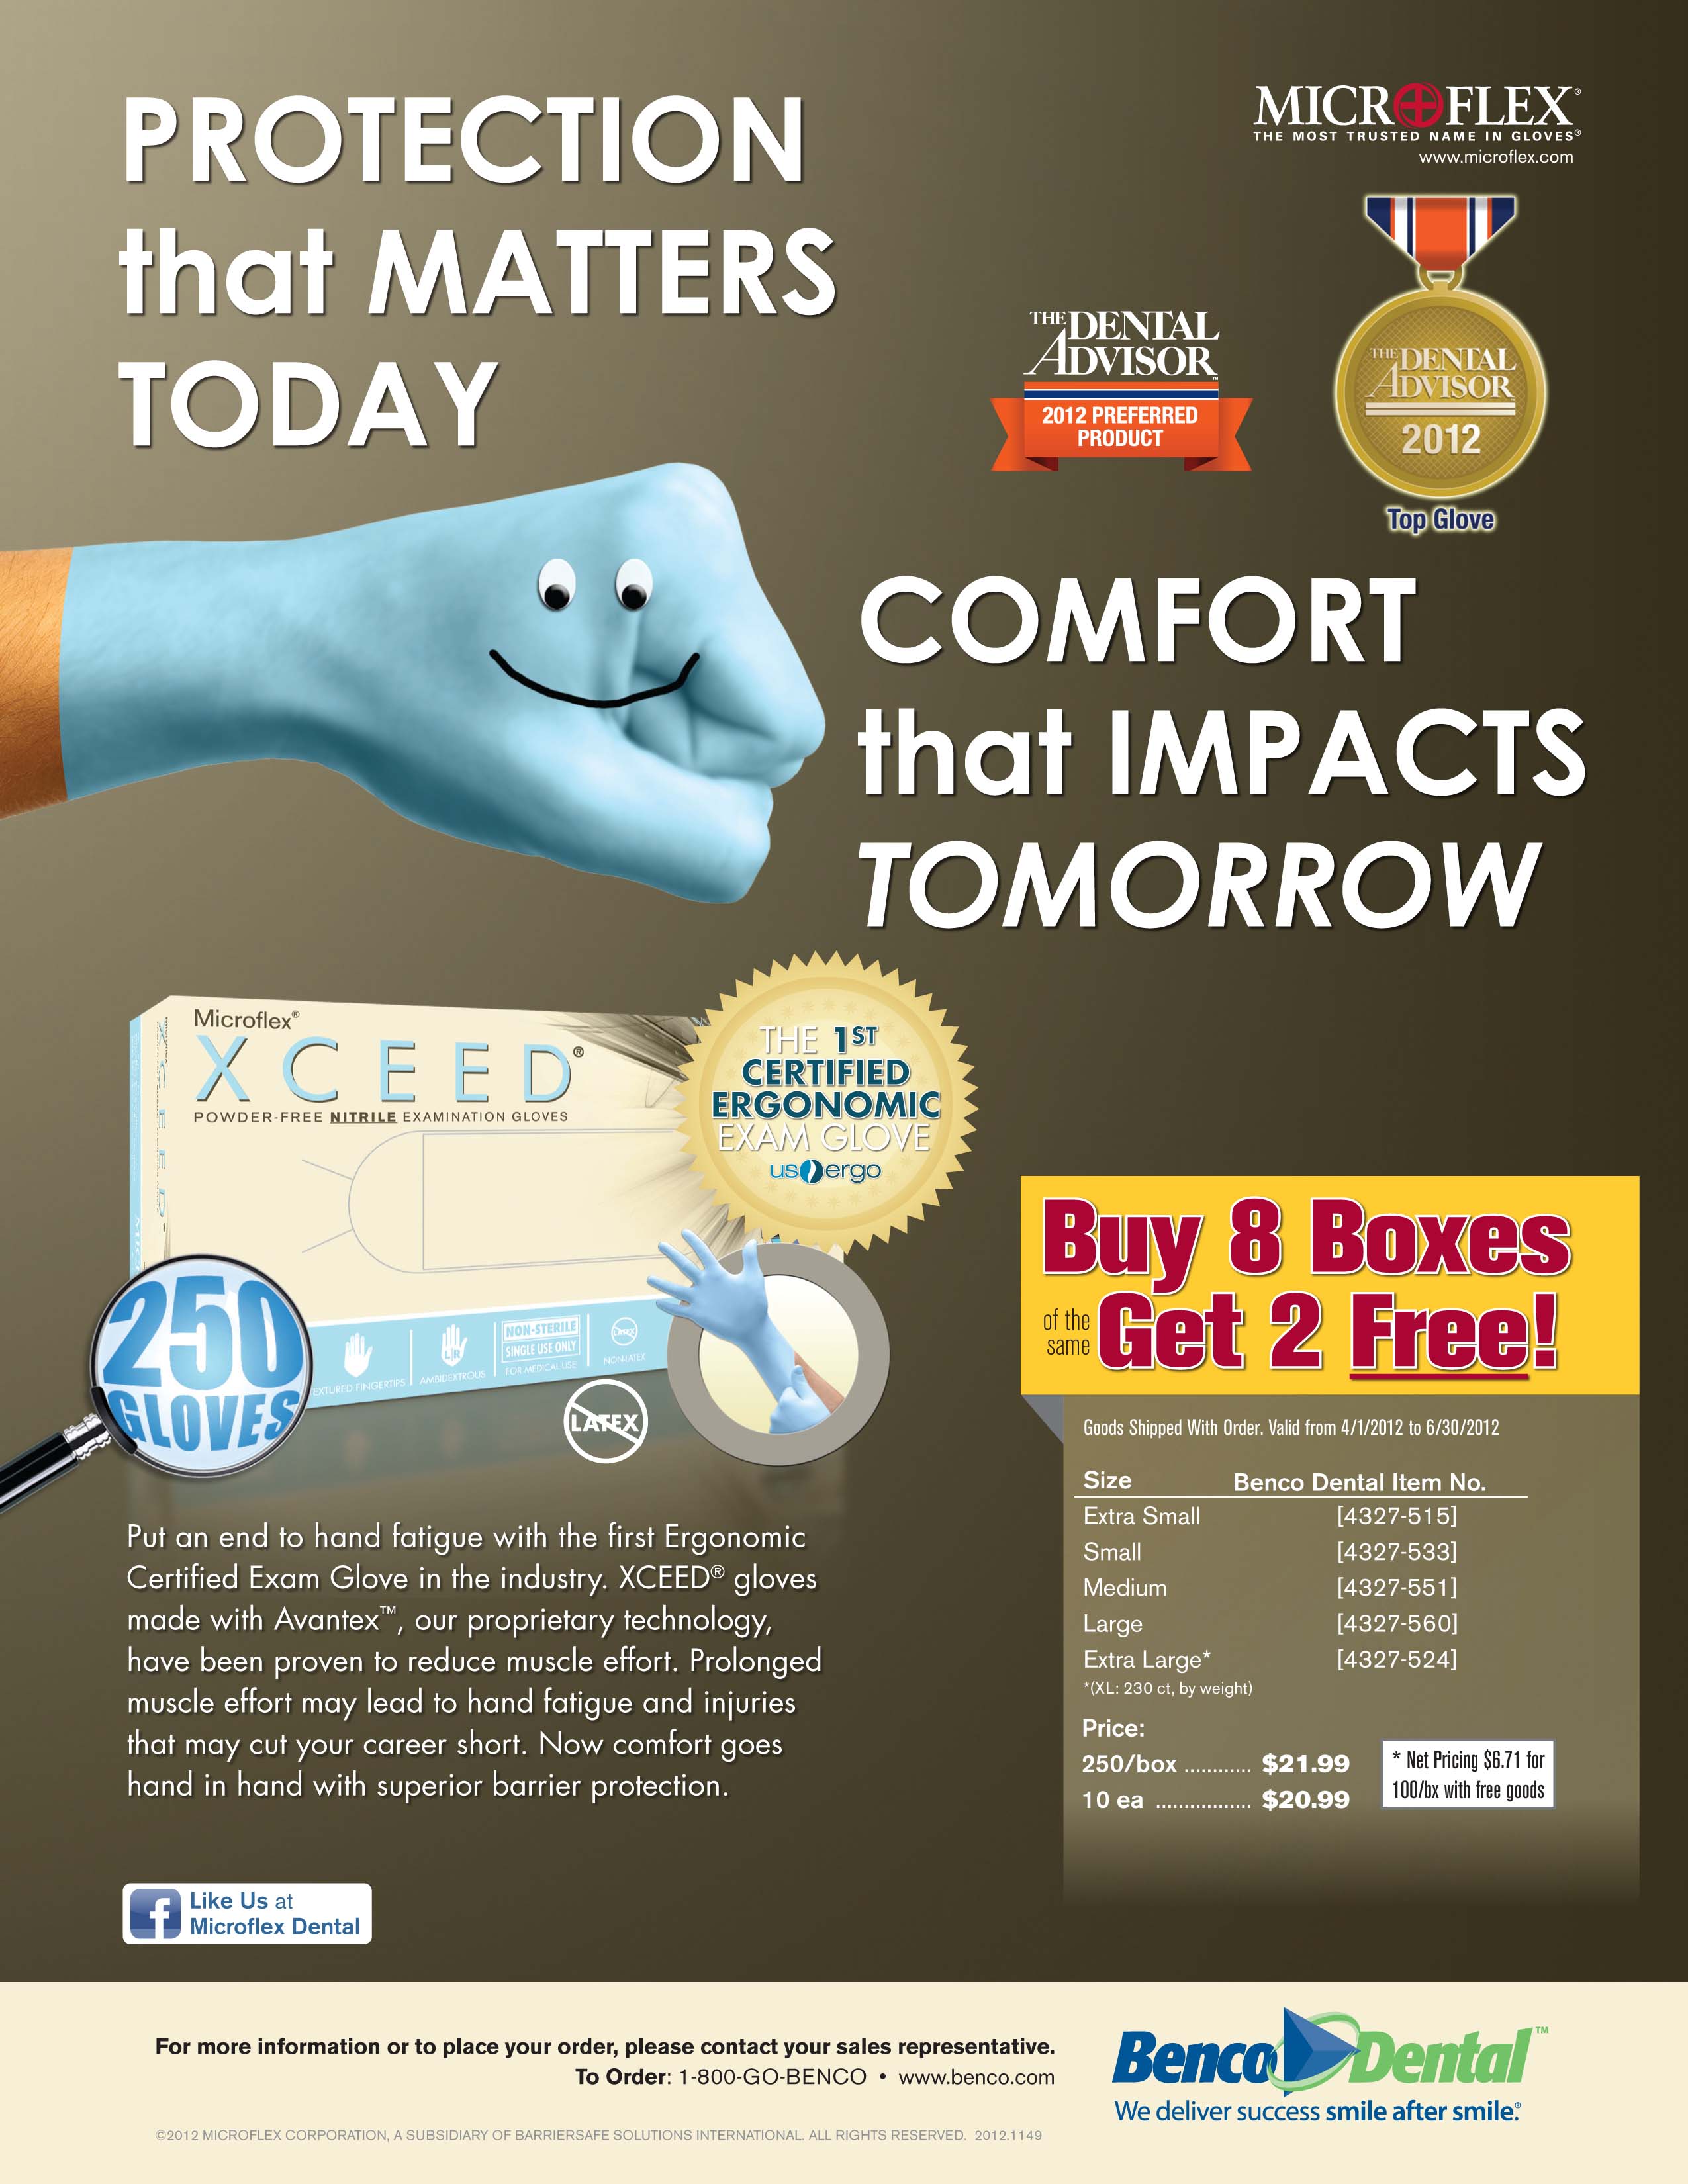 PROTECTION
that MATTERS
TODAY
MICROFLEX®
THE MOST TRUSTED NAME IN GLOVES®
www.microflex.com
THE DENTAL
ADVISOR™
2012 PREFERRED
PRODUCT
THE DENTAL
ADVISOR
2012
Top Glove
COMFORT
that IMPACTS
TOMORROW
Microflex®
XCEED®
POWDER-FREE NITRILE EXAMINATION GLOVES
XCEED
THE 1ST
CERTIFIED
ERGONOMIC
EXAM GLOVE
us ergo
250
GLOVES
EXTURED FINGERTIPS
L R
AMBIDEXTROUS
NON-STERILE
SINGLE USE ONLY
FOR MEDICAL USE
LATEX
NON-LATEX
LATEX
Buy 8 Boxes
of the
same
Get 2 Free!
Goods Shipped With Order. Valid from 4/1/2012 to 6/30/2012
Size Benco Dental Item No.
Extra Small [4327-515]
Small [4327-533]
Medium [4327-551]
Large [4327-560]
Extra Large* [4327-524]
*(XL: 230 ct, by weight)
Price:
250/box ............ $21.99
10 ea ................. $20.99
* Net Pricing $6.71 for
100/bx with free goods
Put an end to hand fatigue with the first Ergonomic
Certified Exam Glove in the industry. XCEED® gloves
made with Avantex™, our proprietary technology,
have been proven to reduce muscle effort. Prolonged
muscle effort may lead to hand fatigue and injuries
that may cut your career short. Now comfort goes
hand in hand with superior barrier protection.
f
Like Us at
Microflex Dental
For more information or to place your order, please contact your sales representative.
To Order: 1-800-GO-BENCO • www.benco.com
Benco Dental™
We deliver success smile after smile.®
©2012 MICROFLEX CORPORATION, A SUBSIDIARY OF BARRIERSAFE SOLUTIONS INTERNATIONAL. ALL RIGHTS RESERVED. 2012.1149